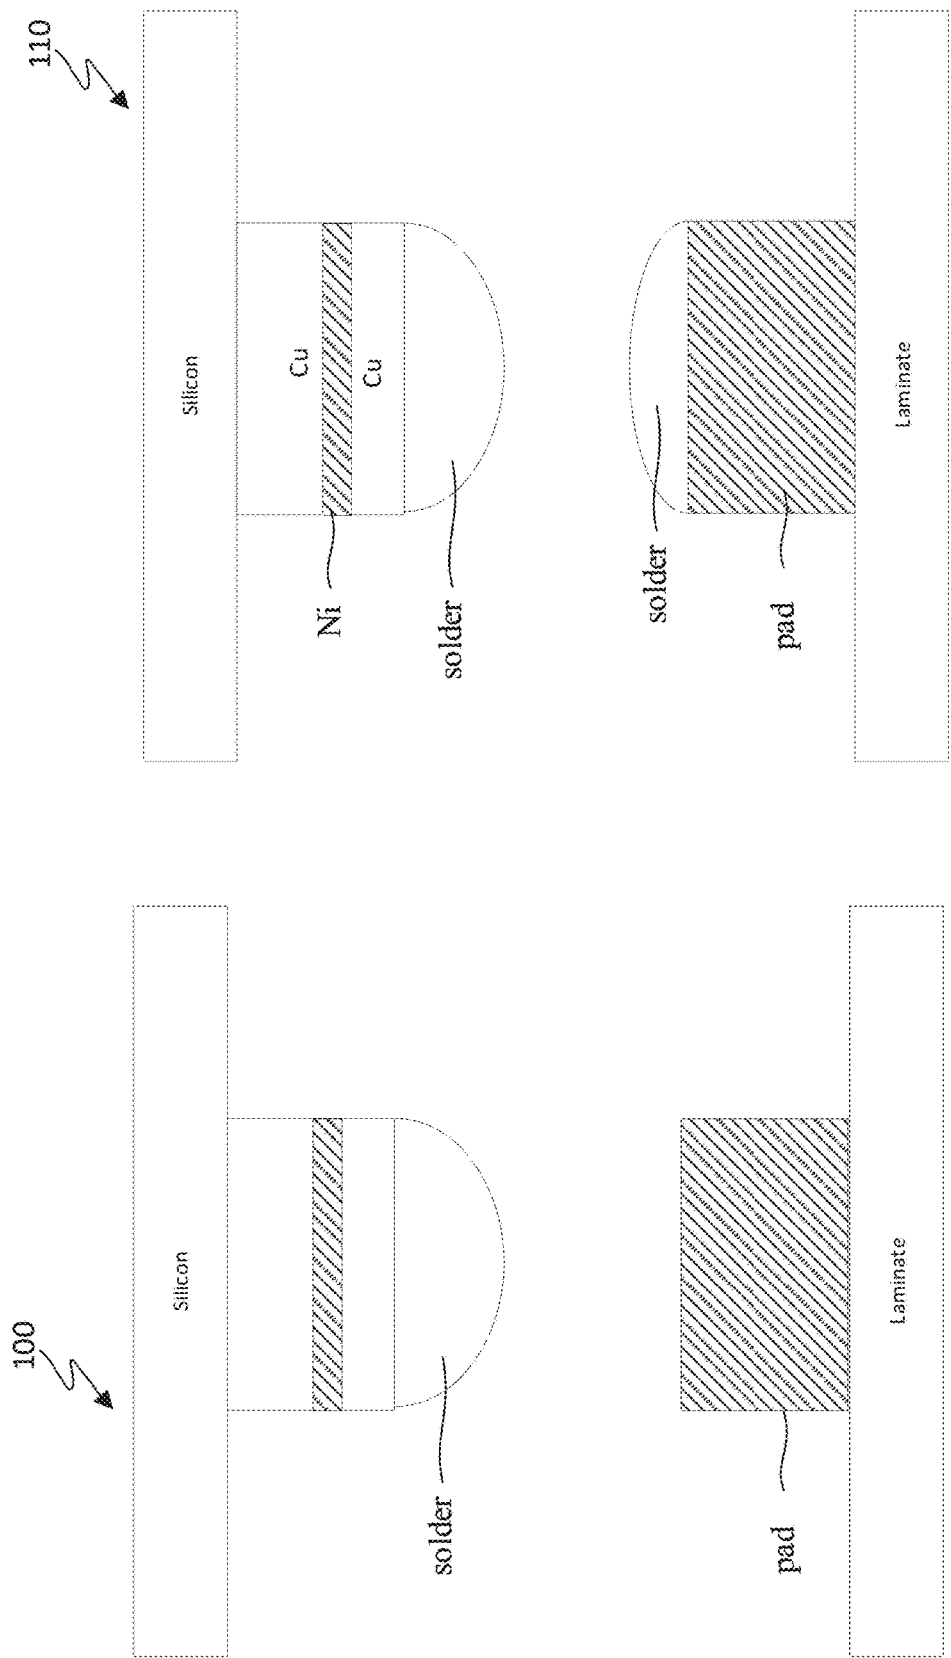 100
Silicon
solder
pad
Laminate
110
Silicon
Cu
Ni
Cu
solder
solder
pad
Laminate